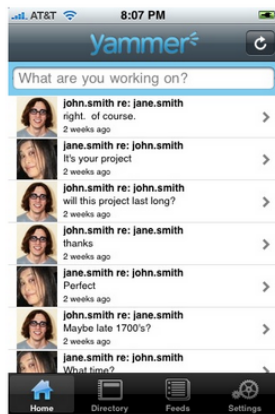 AT&T 8:07 PM
yammer
What are you working on?
john.smith re: jane.smith
right. of course.
2 weeks ago
jane.smith re: john.smith
It's your project
2 weeks ago
john.smith re: jane.smith
will this project last long?
2 weeks ago
john.smith re: jane.smith
thanks
2 weeks ago
jane.smith re: john.smith
Perfect
2 weeks ago
john.smith re: jane.smith
Maybe late 1700's?
2 weeks ago
jane.smith re: john.smith
What time?
Home Directory Feeds Settings